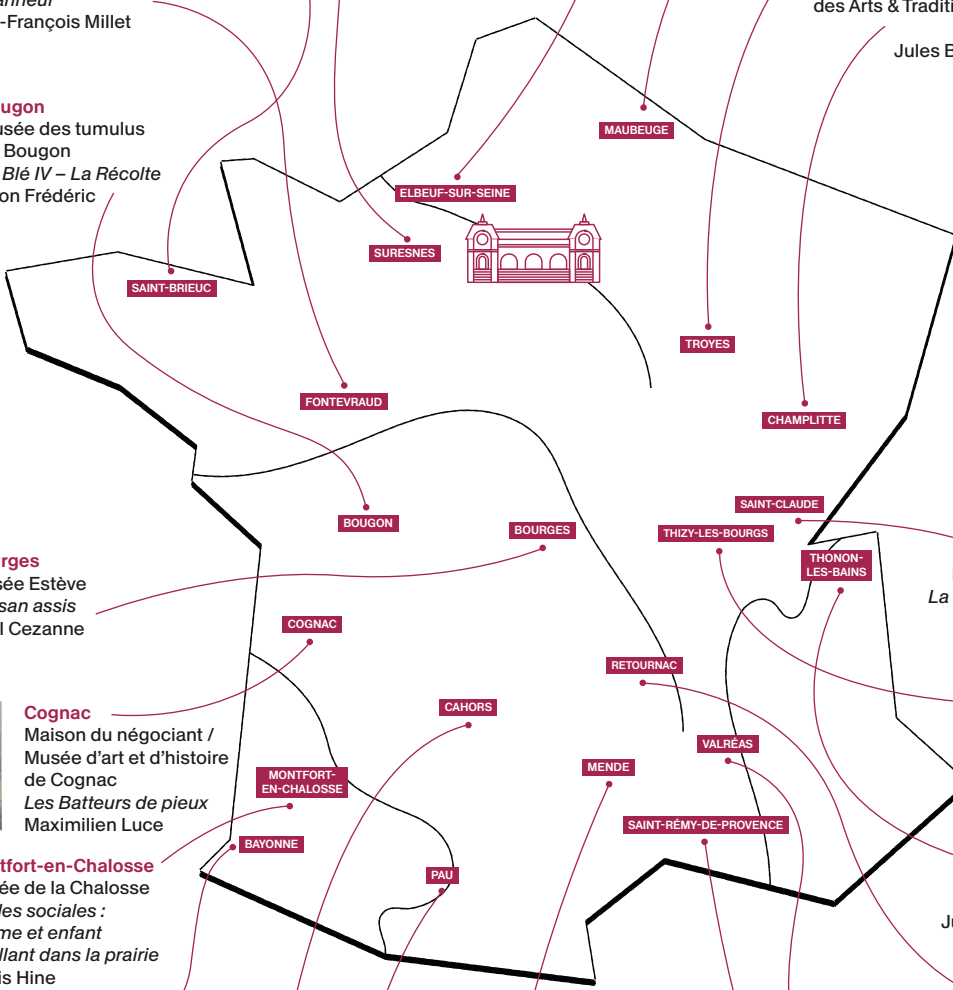 -François Millet
des Arts & Traditi
Jules B
ugon
usée des tumulus
Bougon
Blé IV – La Récolte
on Frédéric
MAUBEUGE
ELBEUF-SUR-SEINE
SURESNES
SAINT-BRIEUC
TROYES
FONTEVRAUD
CHAMPLITTE
SAINT-CLAUDE
BOUGON
BOURGES
THIZY-LES-BOURGS
THONON-
LES-BAINS
rges
sée Estève
san assis
l Cezanne
La
COGNAC
RETOURNAC
CAHORS
Cognac
Maison du négociant /
Musée d’art et d’histoire
de Cognac
Les Batteurs de pieux
Maximilien Luce
VALRÉAS
MENDE
MONTFORT-
EN-CHALOSSE
SAINT-RÉMY-DE-PROVENCE
BAYONNE
PAU
tfort-en-Chalosse
ée de la Chalosse
les sociales :
me et enfant
llant dans la prairie
is Hine
Ju